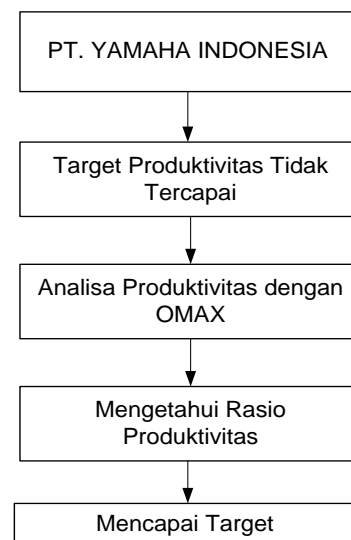 PT. YAMAHA INDONESIA
Target Produktivitas Tidak
Tercapai
Analisa Produktivitas dengan
OMAX
Mengetahui Rasio
Produktivitas
Mencapai Target